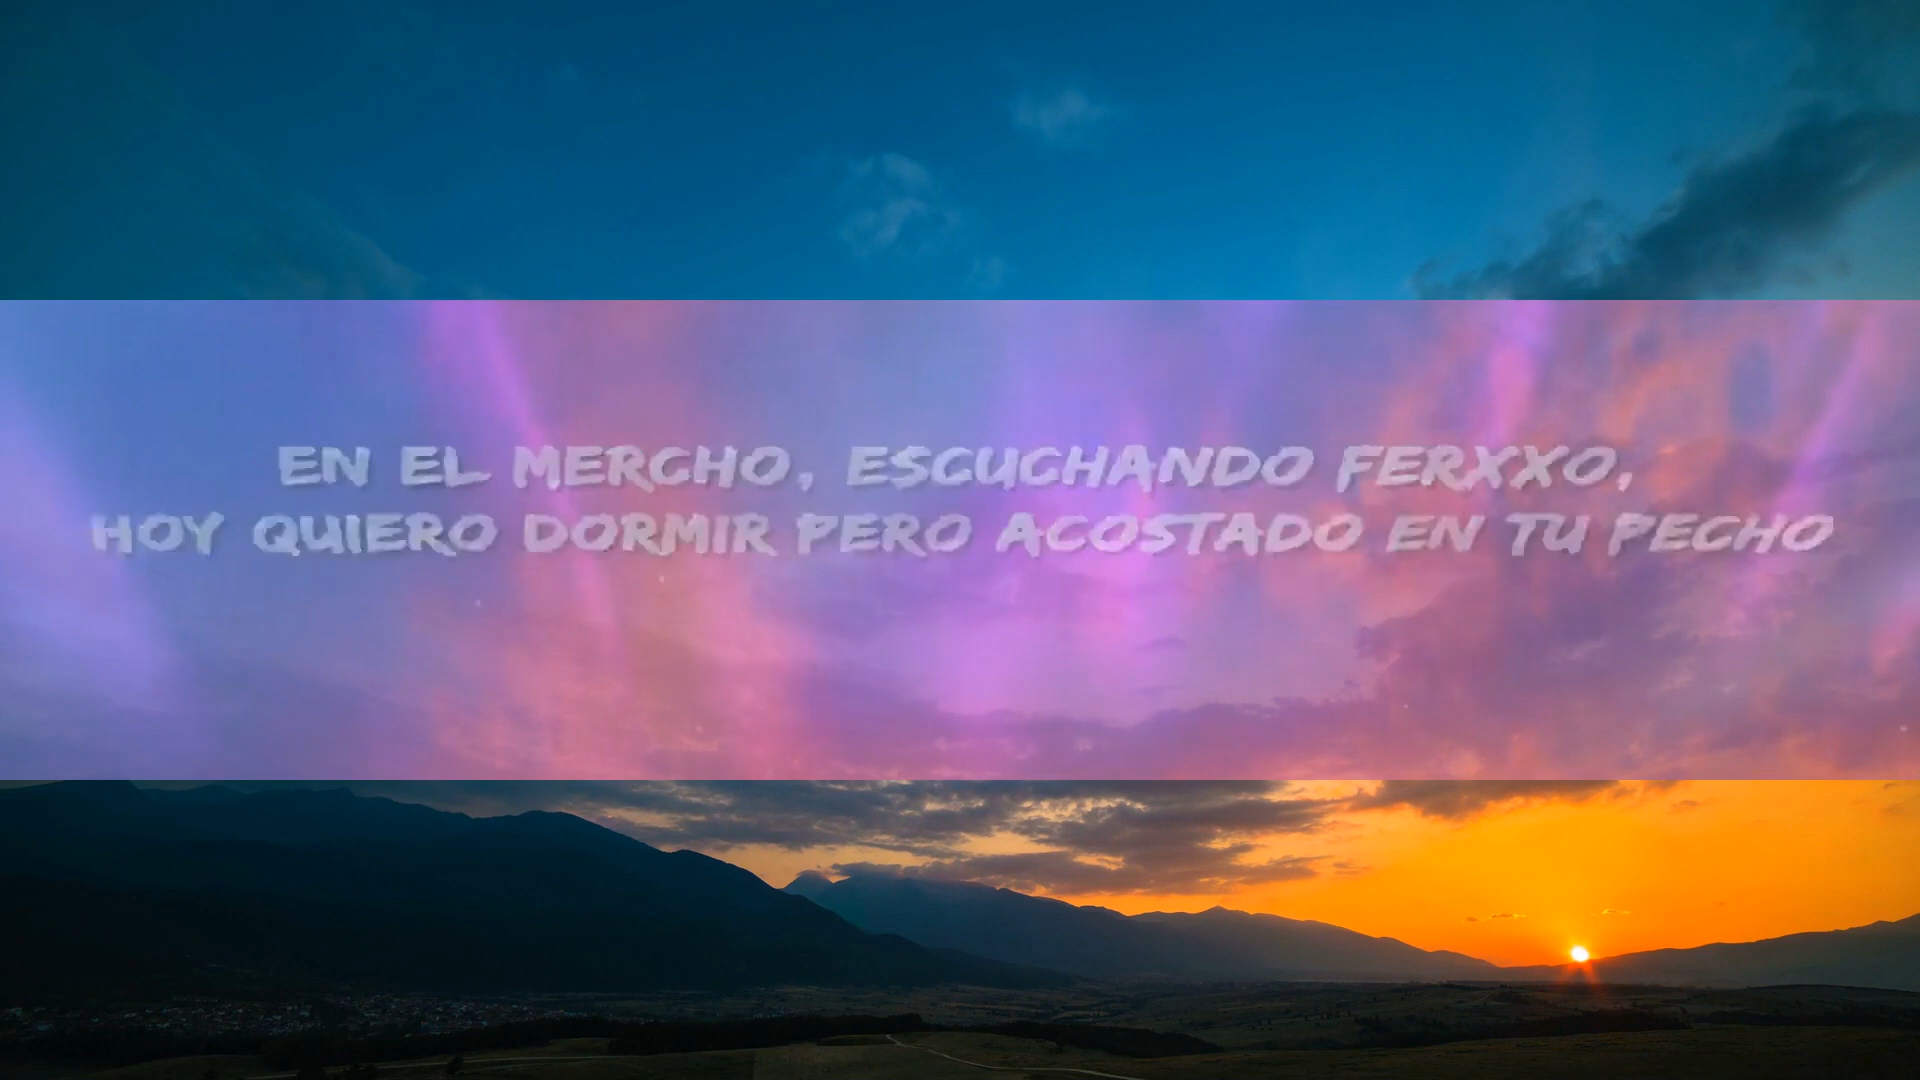 EN EL MERCHO, ESCUCHANDO FERXXO,
HOY QUIERO DORMIR PERO ACOSTADO EN TU PECHO